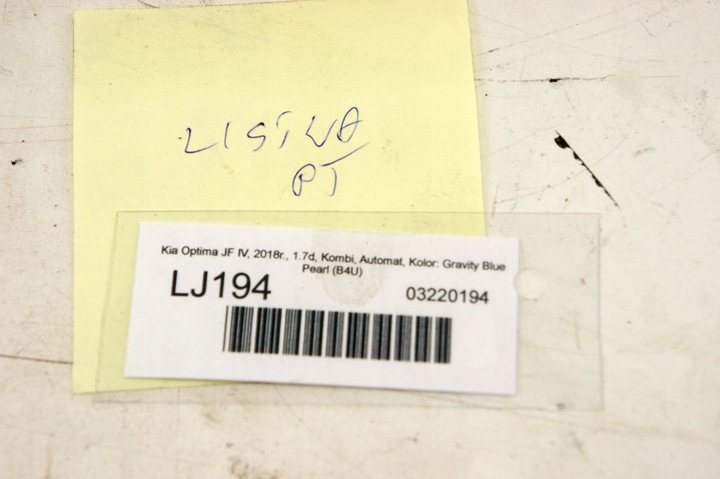 LISTWA
PT
Kia Optima JF IV, 2018r., 1.7d, Kombi, Automat, Kolor: Gravity Blue
Pearl (B4U)
LJ194
03220194